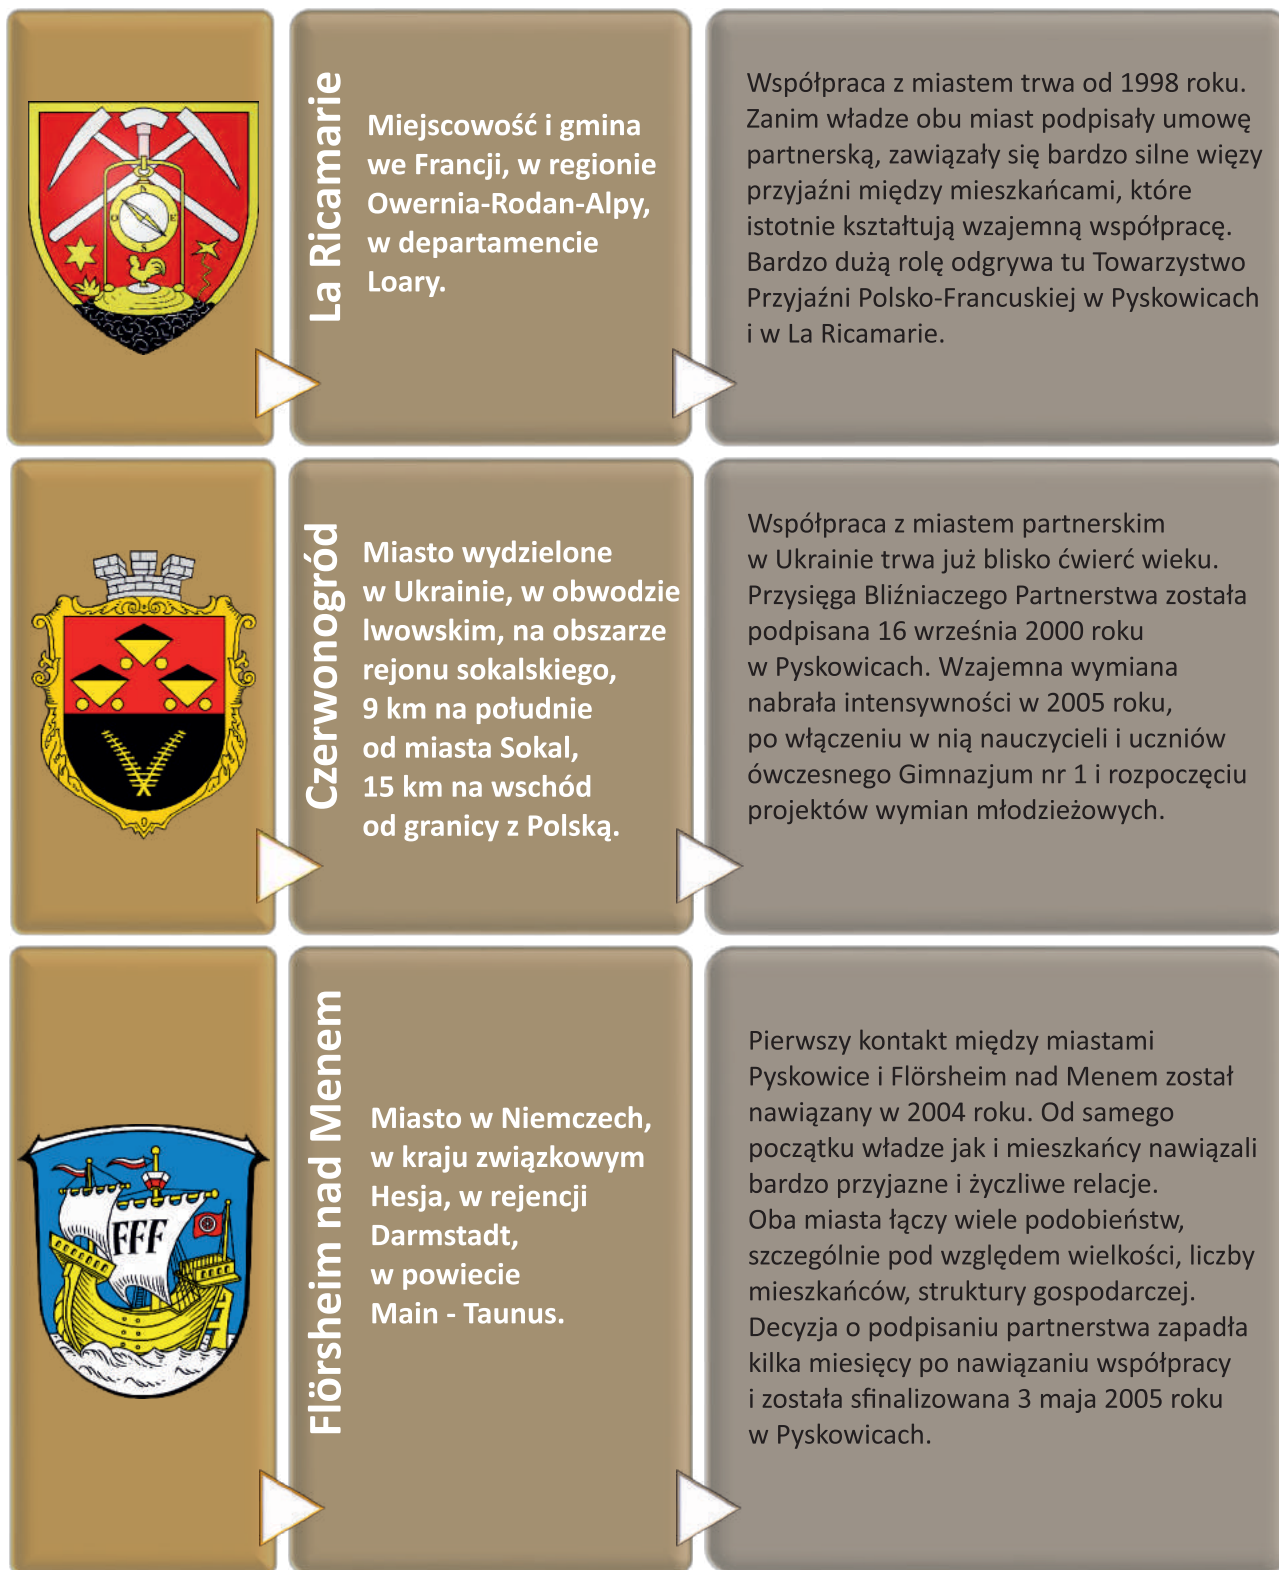 La Ricamarie
Miejscowość i gmina
we Francji, w regionie
Owernia-Rodan-Alpy,
w departamencie
Loary.
Współpraca z miastem trwa od 1998 roku.
Zanim władze obu miast podpisały umowę
partnerską, zawiązały się bardzo silne więzy
przyjaźni między mieszkańcami, które
istotnie kształtują wzajemną współpracę.
Bardzo dużą rolę odgrywa tu Towarzystwo
Przyjaźni Polsko-Francuskiej w Pyskowicach
i w La Ricamarie.
Czerwonogród
Miasto wydzielone
w Ukrainie, w obwodzie
lwowskim, na obszarze
rejonu sokalskiego,
9 km na południe
od miasta Sokal,
15 km na wschód
od granicy z Polską.
Współpraca z miastem partnerskim
w Ukrainie trwa już blisko ćwierć wieku.
Przysięga Bliźniaczego Partnerstwa została
podpisana 16 września 2000 roku
w Pyskowicach. Wzajemna wymiana
nabrała intensywności w 2005 roku,
po włączeniu w nią nauczycieli i uczniów
ówczesnego Gimnazjum nr 1 i rozpoczęciu
projektów wymian młodzieżowych.
Flörsheim nad Menem
FFF
Miasto w Niemczech,
w kraju związkowym
Hesja, w rejencji
Darmstadt,
w powiecie
Main - Taunus.
Pierwszy kontakt między miastami
Pyskowice i Flörsheim nad Menem został
nawiązany w 2004 roku. Od samego
początku władze jak i mieszkańcy nawiązali
bardzo przyjazne i życzliwe relacje.
Oba miasta łączy wiele podobieństw,
szczególnie pod względem wielkości, liczby
mieszkańców, struktury gospodarczej.
Decyzja o podpisaniu partnerstwa zapadła
kilka miesięcy po nawiązaniu współpracy
i została sfinalizowana 3 maja 2005 roku
w Pyskowicach.